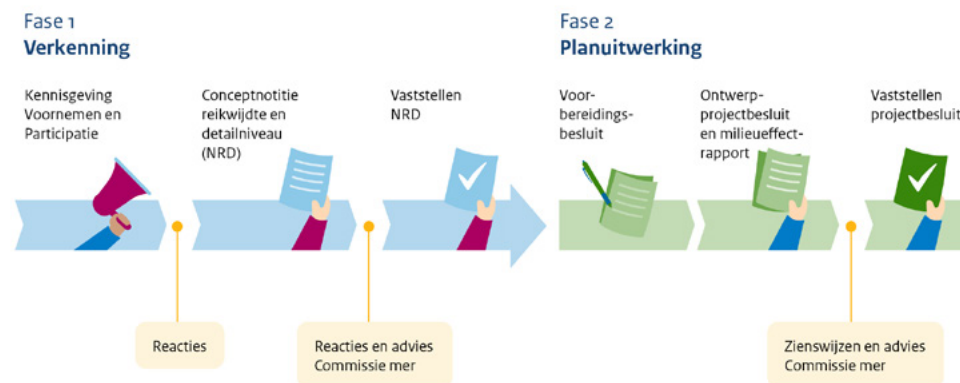 Fase 1
Verkenning
Kennisgeving
Voornemen en
Participatie
Conceptnotitie
reikwijdte en
detailniveau
(NRD)
Vaststellen
NRD
Reacties
Reacties en advies
Commissie mer
Fase 2
Planuitwerking
Voor-
bereidings-
besluit
Ontwerp-
projectbesluit
en milieueffect-
rapport
Vaststellen
projectbesluit
Zienswijzen en advies
Commissie mer